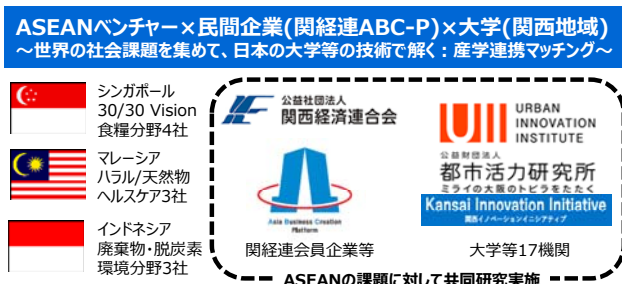 ASEANベンチャー×民間企業(関経連ABC-P)×大学(関西地域)
～世界の社会課題を集めて、日本の大学等の技術で解く：産学連携マッチング～
シンガポール
30/30 Vision
食糧分野4社
マレーシア
ハラル/天然物
ヘルスケア3社
インドネシア
廃棄物・脱炭素
環境分野3社
公益社団法人
関西経済連合会
Asia Business Creation
Platform
関経連会員企業等
URBAN
INNOVATION
INSTITUTE
公益財団法人
都市活力研究所
ミライの大阪のトビラをたたく
Kansai Innovation Initiative
関西イノベーションイニシアティブ
大学等17機関
ASEANの課題に対して共同研究実施